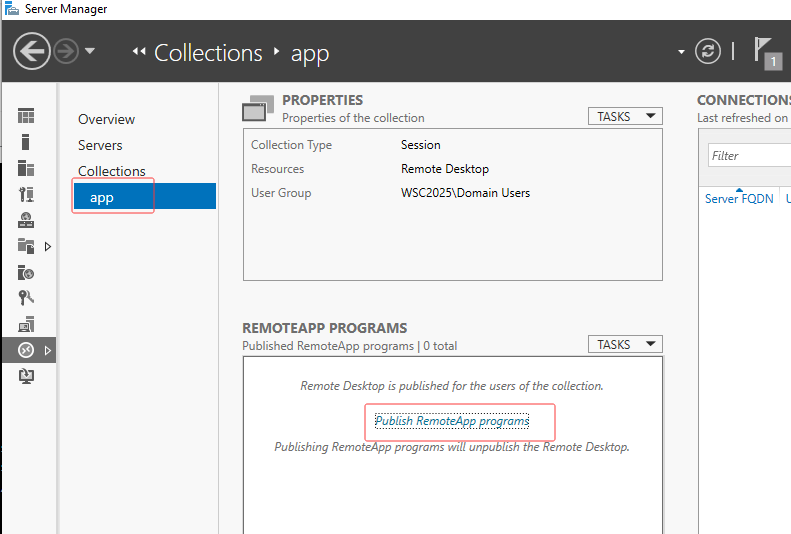 Server Manager
Collections
app
1
Overview
Servers
Collections
app
PROPERTIES
Properties of the collection
TASKS
Collection Type Session
Resources Remote Desktop
User Group WSC2025\Domain Users
REMOTEAPP PROGRAMS
Published RemoteApp programs | 0 total
TASKS
Remote Desktop is published for the users of the collection.
Publish RemoteApp programs
Publishing RemoteApp programs will unpublish the Remote Desktop.
CONNECTIONS
Last refreshed on
Filter
Server FQDN